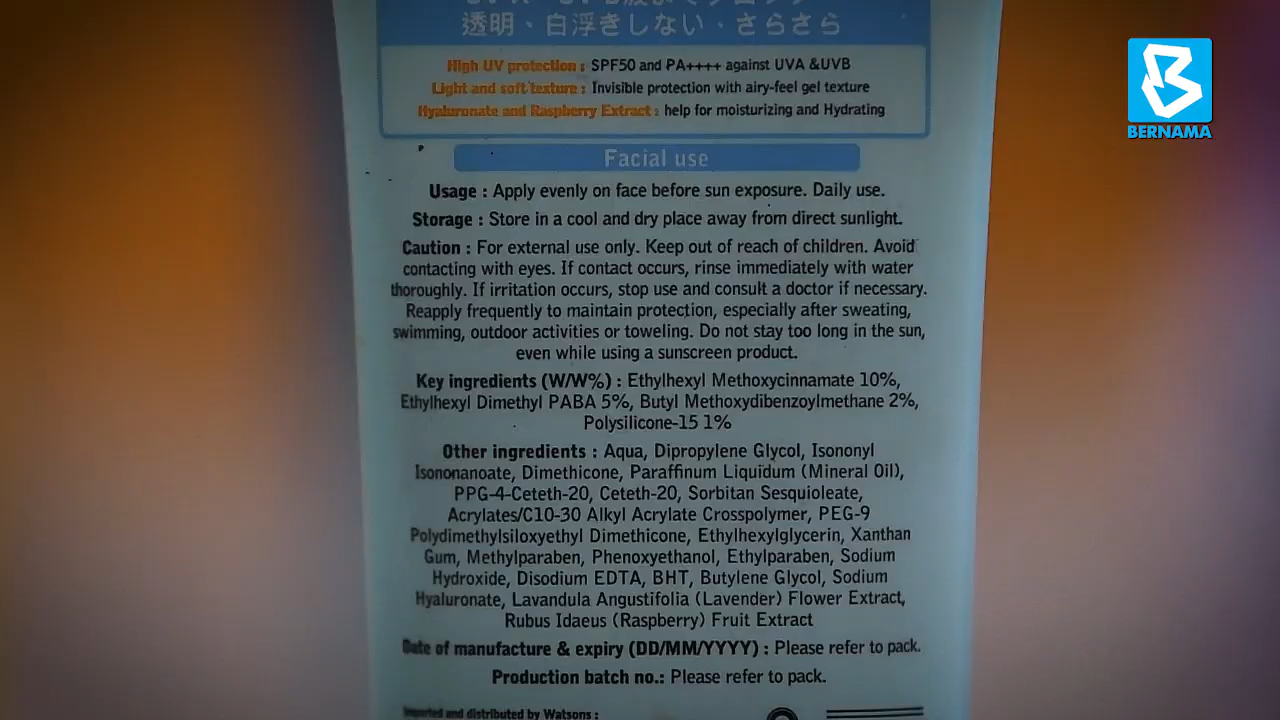 透明・白浮きしない・さらさら
High UV protection : SPF50 and PA++++ against UVA &UVB
Light and soft texture : Invisible protection with airy-feel gel texture
Hyaluronate and Raspberry Extract : help for moisturizing and Hydrating
BERNAMA
Facial use
Usage : Apply evenly on face before sun exposure. Daily use.
Storage : Store in a cool and dry place away from direct sunlight.
Caution : For external use only. Keep out of reach of children. Avoid
contacting with eyes. If contact occurs, rinse immediately with water
thoroughly. If irritation occurs, stop use and consult a doctor if necessary.
Reapply frequently to maintain protection, especially after sweating,
swimming, outdoor activities or toweling. Do not stay too long in the sun,
even while using a sunscreen product.
Key ingredients (W/W%) : Ethylhexyl Methoxycinnamate 10%,
Ethylhexyl Dimethyl PABA 5%, Butyl Methoxydibenzoylmethane 2%,
Polysilicone-15 1%
Other ingredients : Aqua, Dipropylene Glycol, Isononyl
Isononanoate, Dimethicone, Paraffinum Liquidum (Mineral Oil),
PPG-4-Ceteth-20, Ceteth-20, Sorbitan Sesquioleate,
Acrylates/C10-30 Alkyl Acrylate Crosspolymer, PEG-9
Polydimethylsiloxyethyl Dimethicone, Ethylhexylglycerin, Xanthan
Gum, Methylparaben, Phenoxyethanol, Ethylparaben, Sodium
Hydroxide, Disodium EDTA, BHT, Butylene Glycol, Sodium
Hyaluronate, Lavandula Angustifolia (Lavender) Flower Extract,
Rubus Idaeus (Raspberry) Fruit Extract
Date of manufacture & expiry (DD/MM/YYYY) : Please refer to pack.
Production batch no.: Please refer to pack.
Imported and distributed by Watsons :